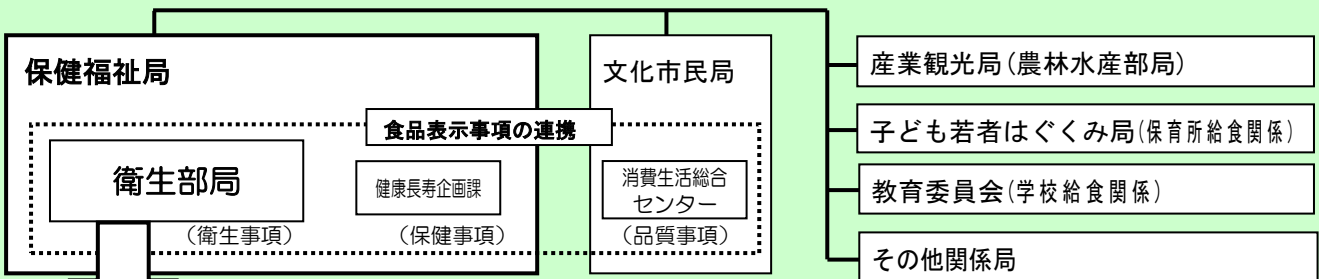 保健福祉局
文化市民局
食品表示事項の連携
衛生部局
健康長寿企画課
消費生活総合
センター
(衛生事項)
(保健事項)
(品質事項)
産業観光局(農林水産部局)
子ども若者はぐくみ局(保育所給食関係)
教育委員会(学校給食関係)
その他関係局